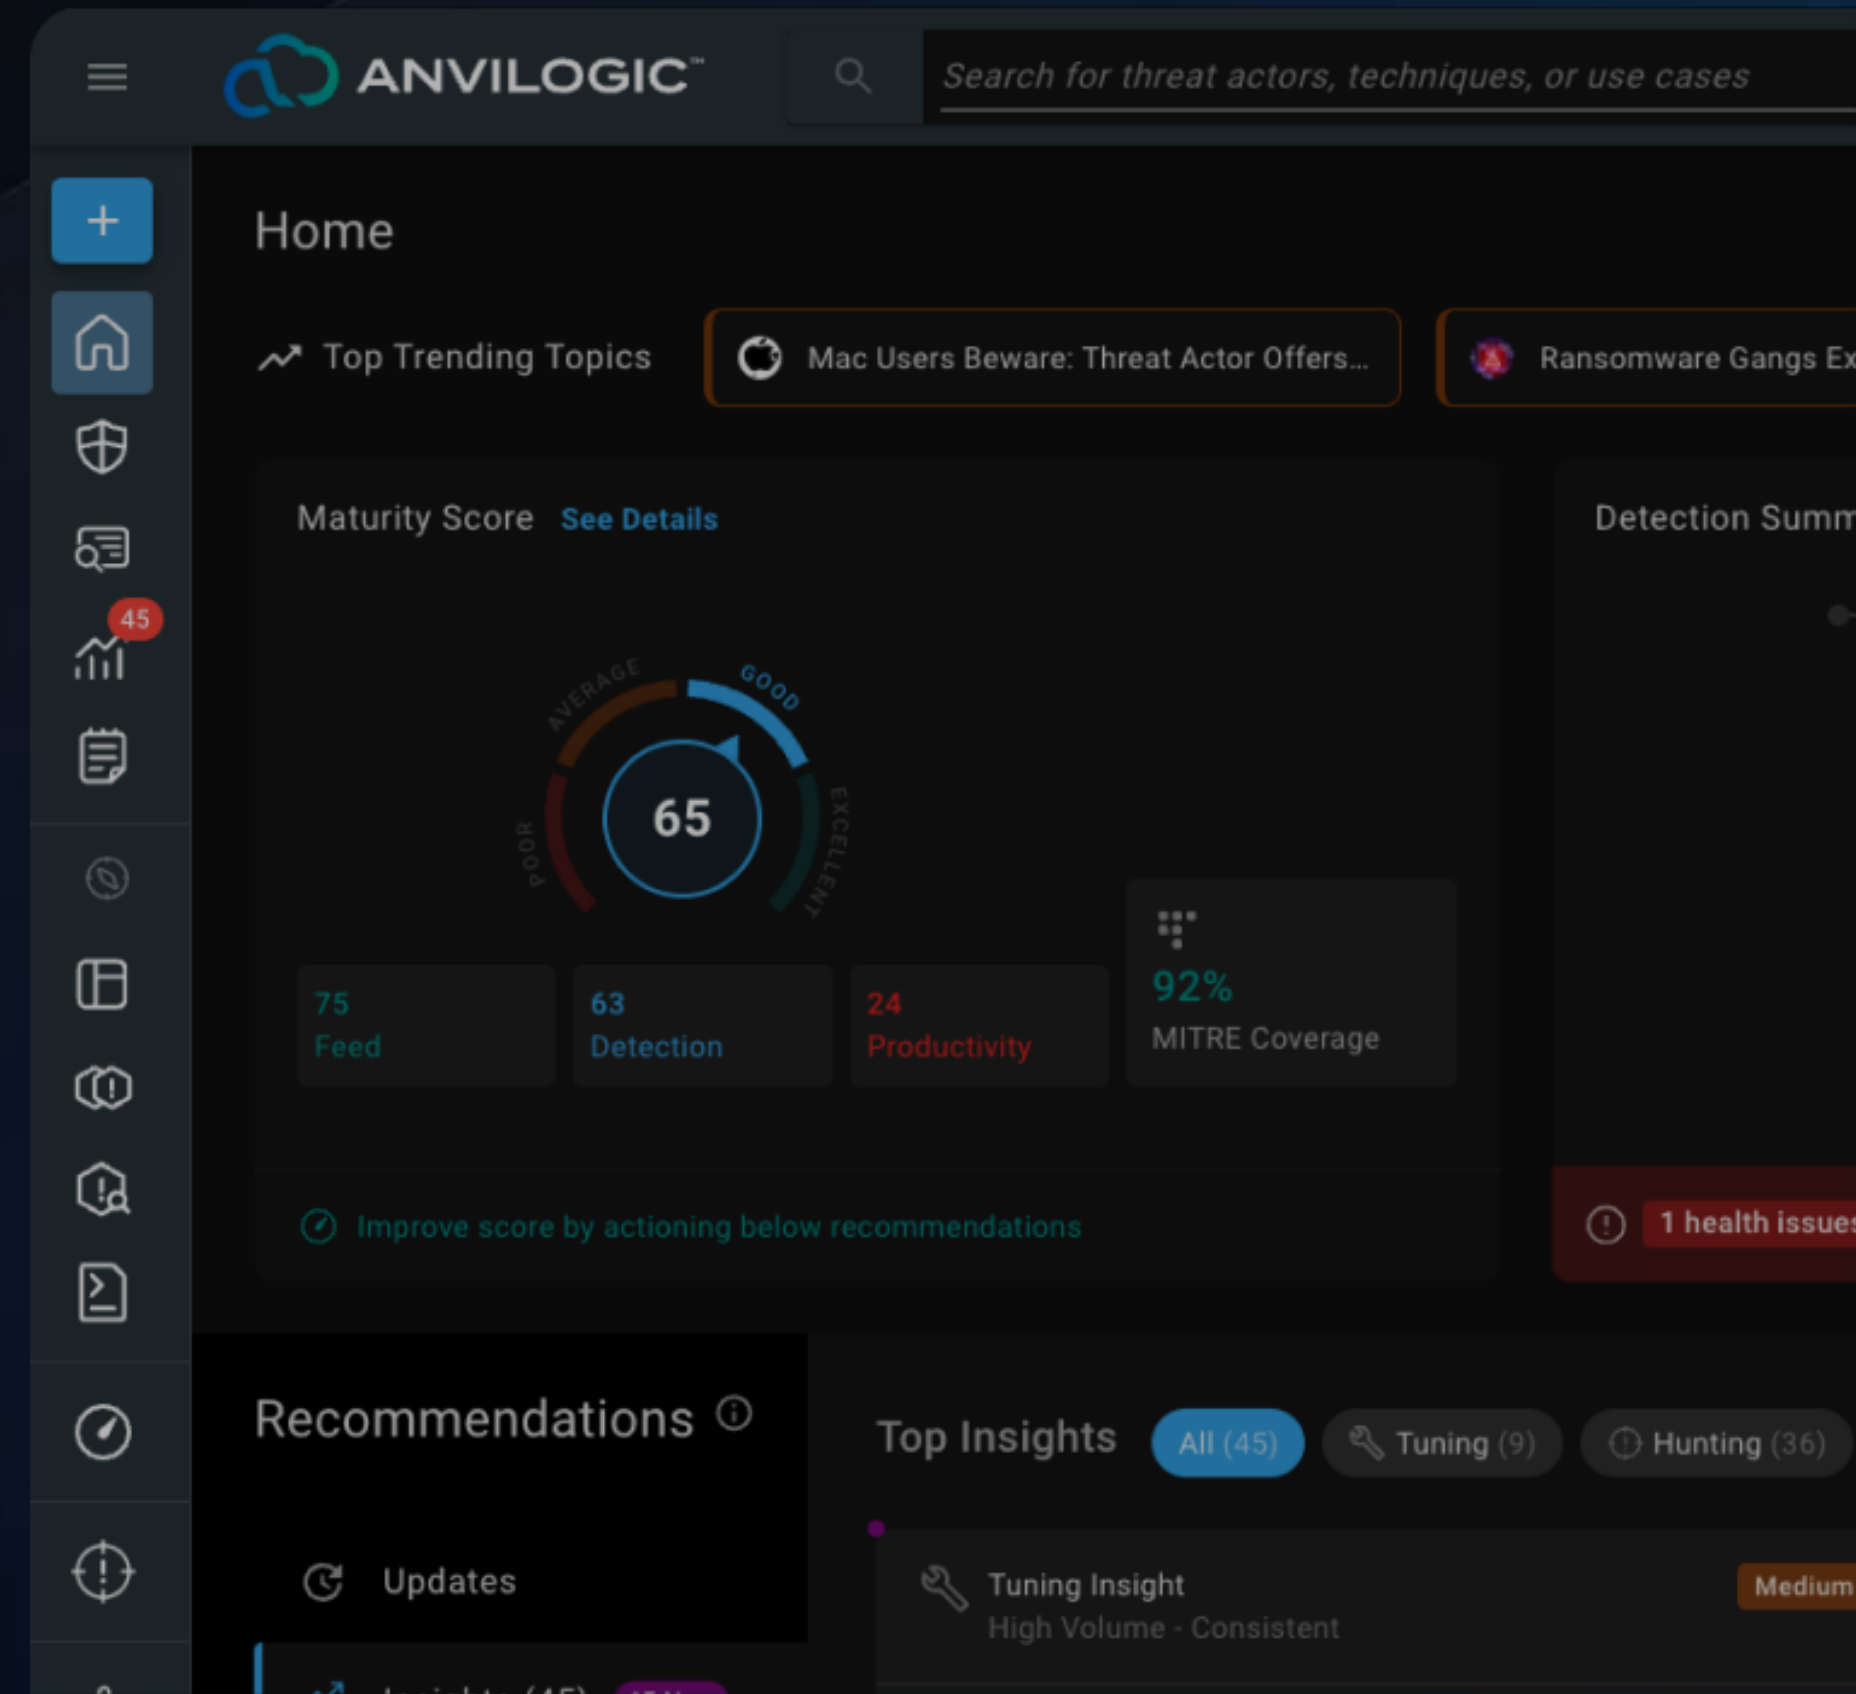 ANVILOGIC™
Search for threat actors, techniques, or use cases
Home
Top Trending Topics
Mac Users Beware: Threat Actor Offers...
Ransomware Gangs Ex
Maturity Score See Details
Detection Summ
45
AVERAGE
GOOD
POOR
EXCELLENT
65
75
Feed
63
Detection
24
Productivity
92%
MITRE Coverage
Improve score by actioning below recommendations
1 health issues
Recommendations
Top Insights
All (45)
Tuning (9)
Hunting (36)
Updates
Tuning Insight
High Volume - Consistent
Medium
Insights (45)